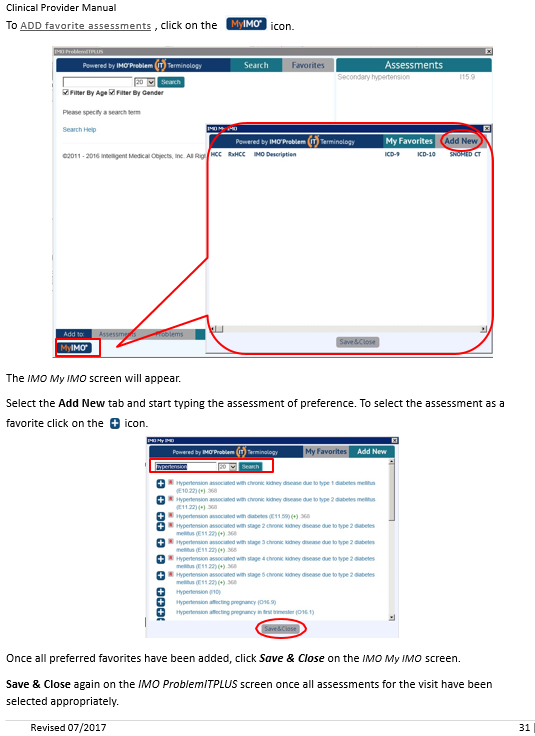 Clinical Provider Manual
To ADD favorite assessments , click on the MyIMO icon.
IMO ProblemITPLUS
Powered by IMO Problem (IT) Terminology Search Favorites Assessments
20 Search
Secondary hypertension I15.9
Filter By Age Filter By Gender
Please specify a search term
Search Help
IMO My IMO
Powered by IMO Problem (IT) Terminology My Favorites Add New
©2011 - 2016 Intelligent Medical Objects, Inc. All Righ
HCC RxHCC IMO Description ICD-9 ICD-10 SNOMED CT
Add to: Assessments Problems
Save&Close
MyIMO
The IMO My IMO screen will appear.
Select the Add New tab and start typing the assessment of preference. To select the assessment as a
favorite click on the icon.
IMO My IMO
Powered by IMO Problem (IT) Terminology My Favorites Add New
hypertension 20 Search
Hypertension associated with chronic kidney disease due to type 1 diabetes mellitus
(E10.22) (+) .36B
Hypertension associated with chronic kidney disease due to type 2 diabetes mellitus
(E11.22) (+) .36B
Hypertension associated with diabetes (E11.59) (+) .36B
Hypertension associated with stage 2 chronic kidney disease due to type 2 diabetes
mellitus (E11.22) (+) .36B
Hypertension associated with stage 3 chronic kidney disease due to type 2 diabetes
mellitus (E11.22) (+) .36B
Hypertension associated with stage 4 chronic kidney disease due to type 2 diabetes
mellitus (E11.22) (+) .36B
Hypertension associated with stage 5 chronic kidney disease due to type 2 diabetes
mellitus (E11.22) (+) .36B
Hypertension (I10)
Hypertension affecting pregnancy (O16.9)
Hypertension affecting pregnancy in first trimester (O16.1)
Save&Close
Once all preferred favorites have been added, click Save & Close on the IMO My IMO screen.
Save & Close again on the IMO ProblemITPLUS screen once all assessments for the visit have been
selected appropriately.
Revised 07/2017 31 |